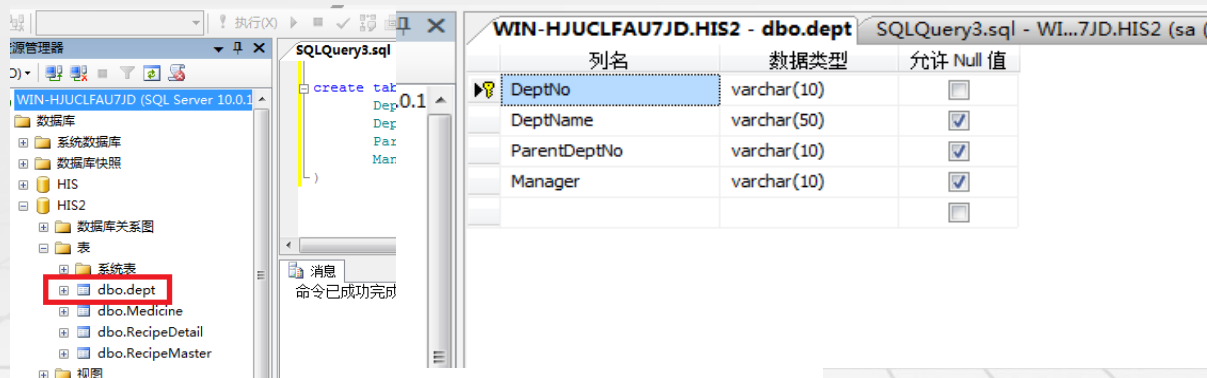 执行(X)
源管理器
WIN-HJUCLFAU7JD (SQL Server 10.0.1
数据库
系统数据库
数据库快照
HIS
HIS2
数据库关系图
表
系统表
dbo.dept
dbo.Medicine
dbo.RecipeDetail
dbo.RecipeMaster
视图
SQLQuery3.sql
create tab
Dep
Dep
Par
Man
)
消息
命令已成功完成
.0.1
WIN-HJUCLFAU7JD.HIS2 - dbo.dept
SQLQuery3.sql - WI...7JD.HIS2 (sa (
列名 数据类型 允许 Null 值
DeptNo varchar(10)
DeptName varchar(50)
ParentDeptNo varchar(10)
Manager varchar(10)